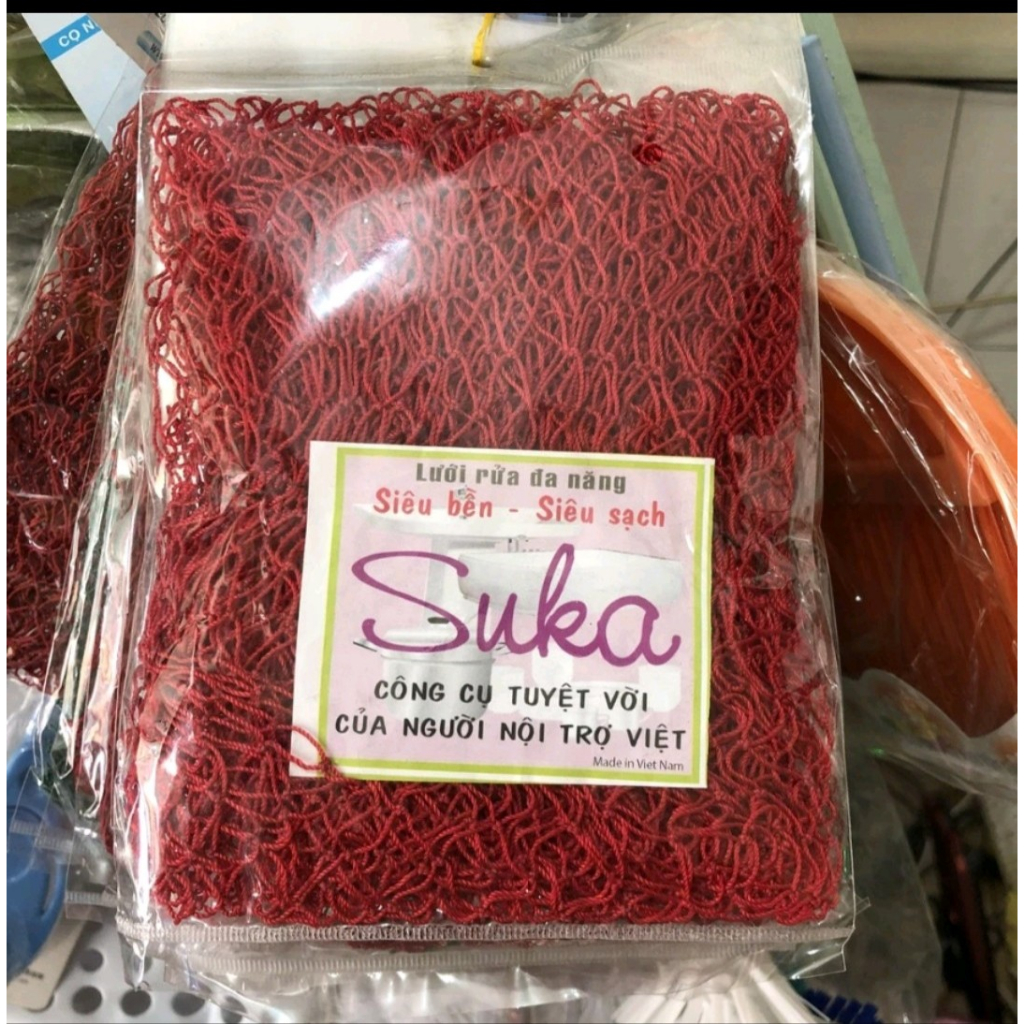 CỌ N
Lưới rửa đa năng
Siêu bền - Siêu sạch
Suka
CÔNG CỤ TUYỆT VỜI
CỦA NGƯỜI NỘI TRỢ VIỆT
Made in Viet Nam